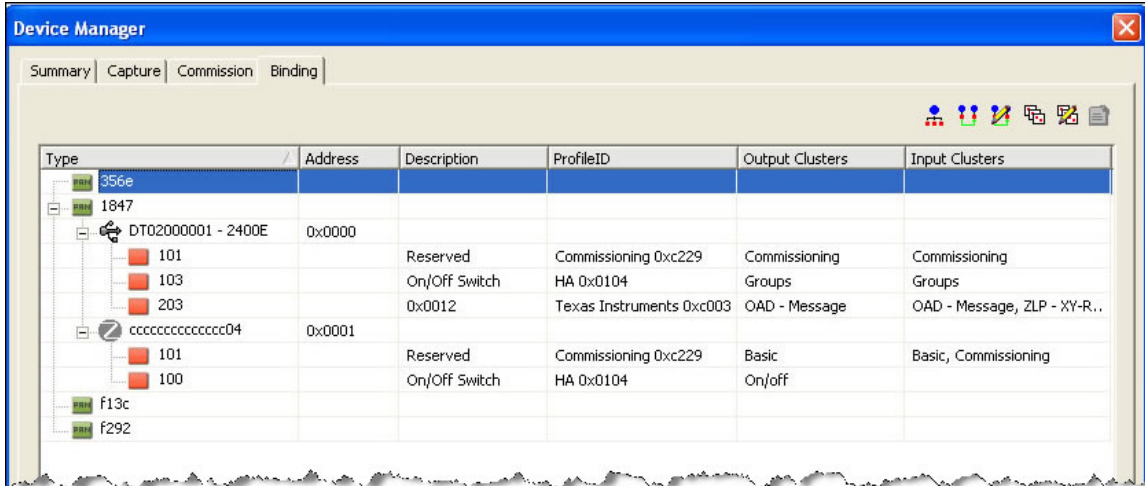 Device Manager
Summary Capture Commission Binding
Type Address Description ProfileID Output Clusters Input Clusters
PAN 356e
PAN 1847
DT02000001 - 2400E 0x0000
101 Reserved Commissioning 0xc229 Commissioning Commissioning
103 On/Off Switch HA 0x0104 Groups Groups
203 0x0012 Texas Instruments 0xc003 OAD - Message OAD - Message, ZLP - XY-R...
cccccccccccccc04 0x0001
101 Reserved Commissioning 0xc229 Basic Basic, Commissioning
100 On/Off Switch HA 0x0104 On/off
PAN f13c
PAN f292